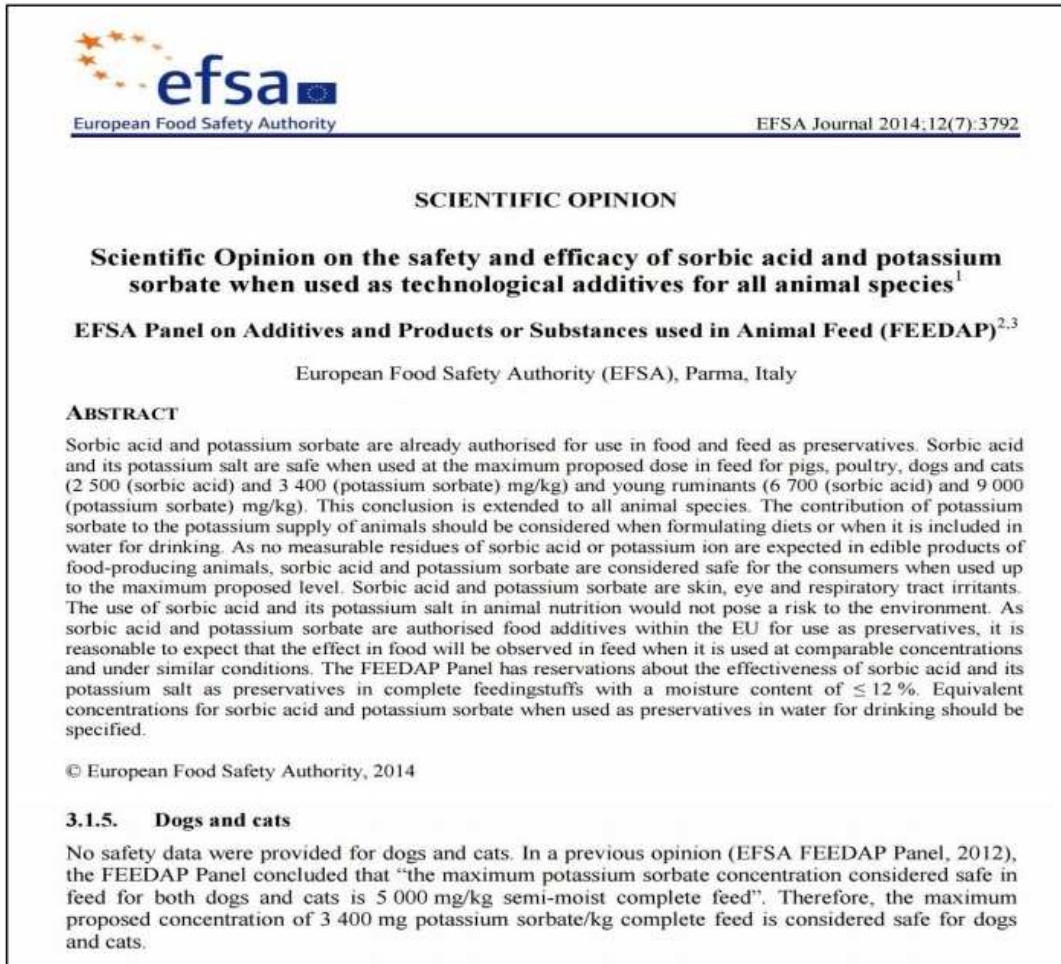 efsa
European Food Safety Authority
EFSA Journal 2014;12(7):3792
SCIENTIFIC OPINION
Scientific Opinion on the safety and efficacy of sorbic acid and potassium
sorbate when used as technological additives for all animal species1
EFSA Panel on Additives and Products or Substances used in Animal Feed (FEEDAP)2,3
European Food Safety Authority (EFSA), Parma, Italy
ABSTRACT
Sorbic acid and potassium sorbate are already authorised for use in food and feed as preservatives. Sorbic acid
and its potassium salt are safe when used at the maximum proposed dose in feed for pigs, poultry, dogs and cats
(2 500 (sorbic acid) and 3 400 (potassium sorbate) mg/kg) and young ruminants (6 700 (sorbic acid) and 9 000
(potassium sorbate) mg/kg). This conclusion is extended to all animal species. The contribution of potassium
sorbate to the potassium supply of animals should be considered when formulating diets or when it is included in
water for drinking. As no measurable residues of sorbic acid or potassium ion are expected in edible products of
food-producing animals, sorbic acid and potassium sorbate are considered safe for the consumers when used up
to the maximum proposed level. Sorbic acid and potassium sorbate are skin, eye and respiratory tract irritants.
The use of sorbic acid and its potassium salt in animal nutrition would not pose a risk to the environment. As
sorbic acid and potassium sorbate are authorised food additives within the EU for use as preservatives, it is
reasonable to expect that the effect in food will be observed in feed when it is used at comparable concentrations
and under similar conditions. The FEEDAP Panel has reservations about the effectiveness of sorbic acid and its
potassium salt as preservatives in complete feedingstuffs with a moisture content of ≤ 12 %. Equivalent
concentrations for sorbic acid and potassium sorbate when used as preservatives in water for drinking should be
specified.
© European Food Safety Authority, 2014
3.1.5. Dogs and cats
No safety data were provided for dogs and cats. In a previous opinion (EFSA FEEDAP Panel, 2012),
the FEEDAP Panel concluded that “the maximum potassium sorbate concentration considered safe in
feed for both dogs and cats is 5 000 mg/kg semi-moist complete feed”. Therefore, the maximum
proposed concentration of 3 400 mg potassium sorbate/kg complete feed is considered safe for dogs
and cats.